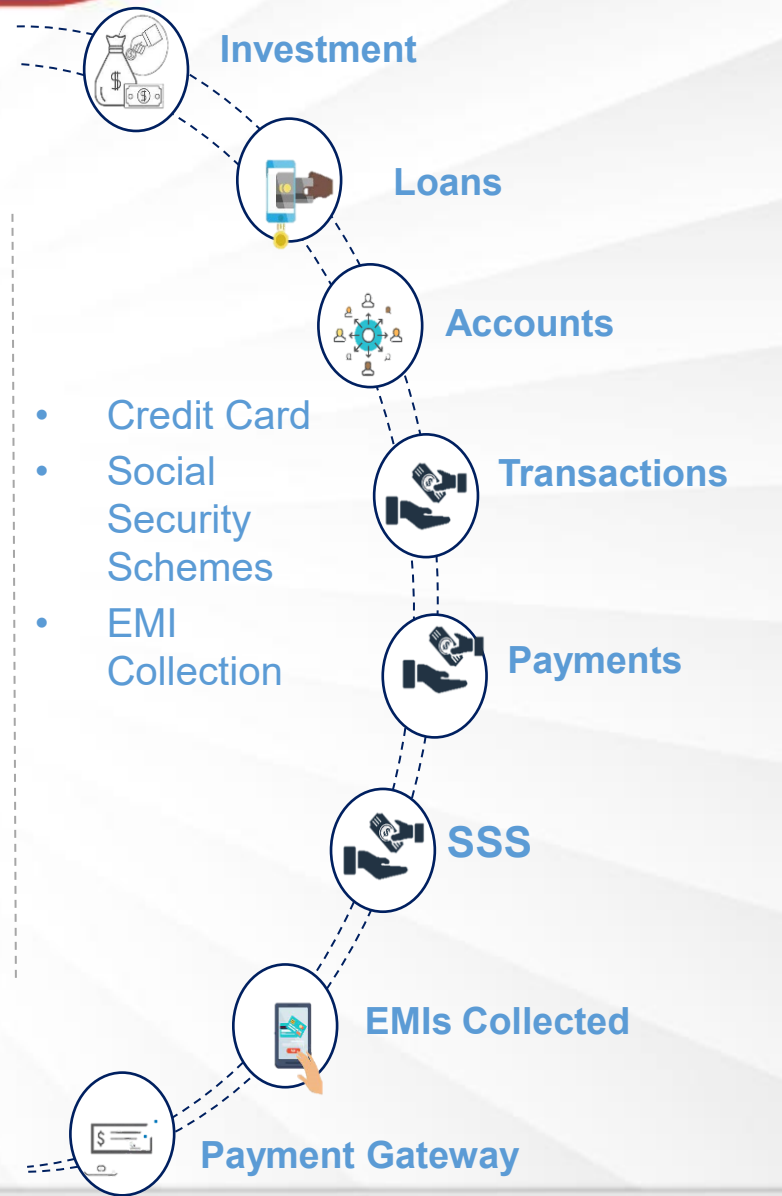 Investment
Loans
Accounts
• Credit Card
• Social
Security
Schemes
• EMI
Collection
Transactions
Payments
SSS
EMIs Collected
Payment Gateway